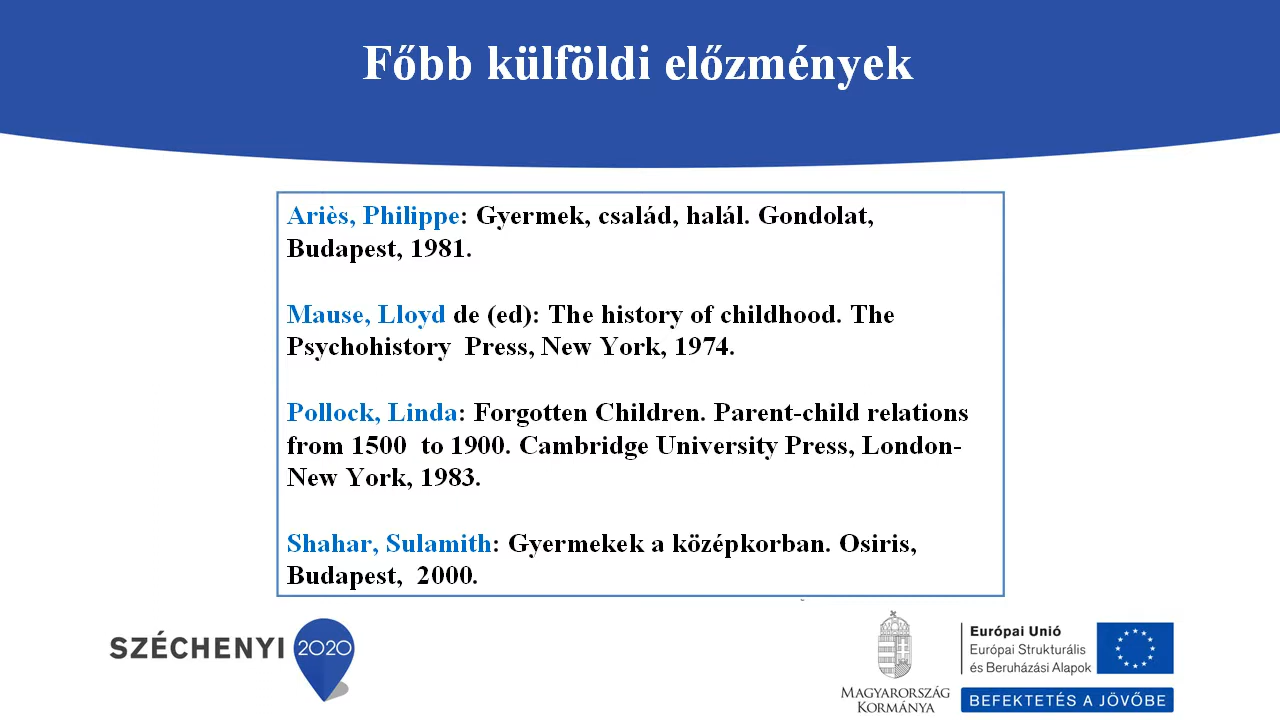 Főbb külföldi előzmények
Ariès, Philippe: Gyermek, család, halál. Gondolat,
Budapest, 1981.
Mause, Lloyd de (ed): The history of childhood. The
Psychohistory Press, New York, 1974.
Pollock, Linda: Forgotten Children. Parent-child relations
from 1500 to 1900. Cambridge University Press, London-
New York, 1983.
Shahar, Sulamith: Gyermekek a középkorban. Osiris,
Budapest, 2000.
SZÉCHENYI 2020
MAGYARORSZÁG
KORMÁNYA
Európai Unió
Európai Strukturális
és Beruházási Alapok
BEFEKTETÉS A JÖVŐBE